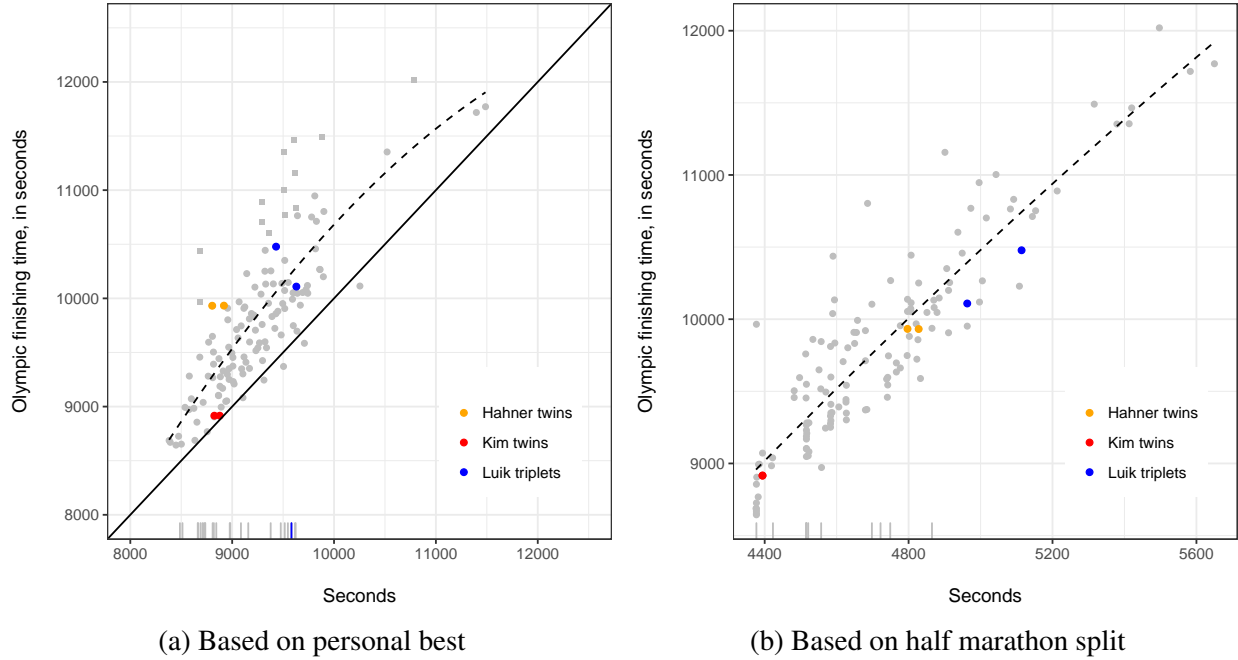 12000
11000
10000
9000
8000
Olympic finishing time, in seconds
Hahner twins
Kim twins
Luik triplets
8000 9000 10000 11000 12000
Seconds
(a) Based on personal best
12000
11000
10000
9000
Olympic finishing time, in seconds
Hahner twins
Kim twins
Luik triplets
4400 4800 5200 5600
Seconds
(b) Based on half marathon split